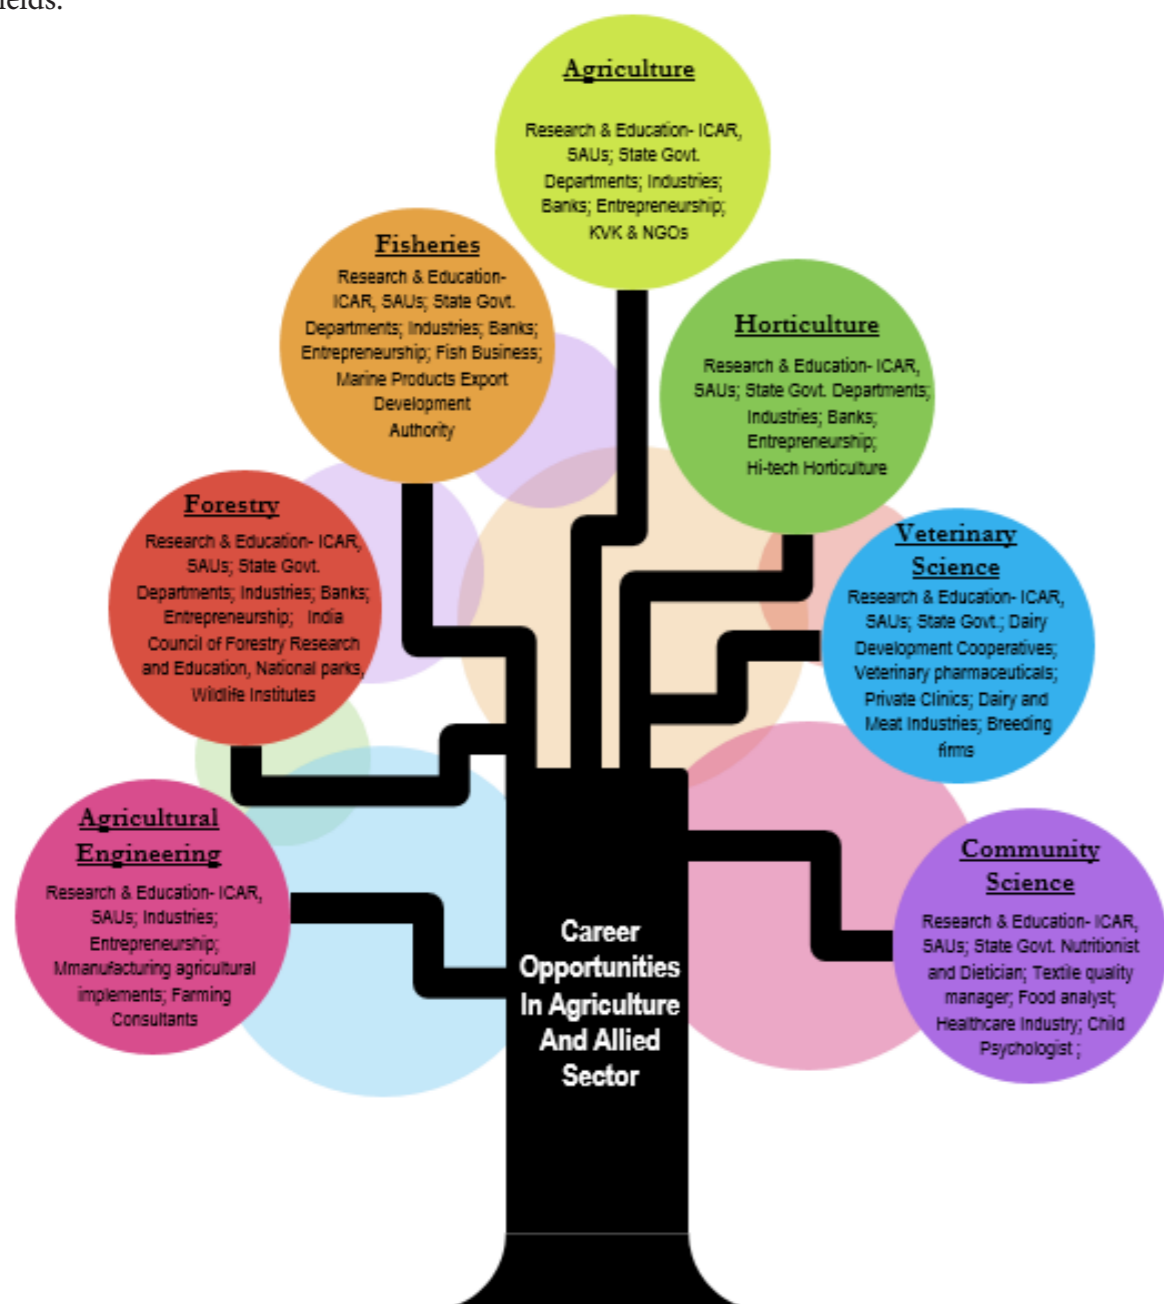 fields.
Agriculture
Research & Education- ICAR,
SAUs; State Govt.
Departments; Industries;
Banks; Entrepreneurship;
KVK & NGOs
Fisheries
Research & Education-
ICAR, SAUs; State Govt.
Departments; Industries; Banks;
Entrepreneurship; Fish Business;
Marine Products Export
Development
Authority
Horticulture
Research & Education- ICAR,
SAUs; State Govt. Departments;
Industries; Banks;
Entrepreneurship;
Hi-tech Horticulture
Forestry
Research & Education- ICAR,
SAUs; State Govt.
Departments; Industries; Banks;
Entrepreneurship; India
Council of Forestry Research
and Education, National parks,
Wildlife Institutes
Veterinary
Science
Research & Education- ICAR,
SAUs; State Govt.; Dairy
Development Cooperatives;
Veterinary pharmaceuticals;
Private Clinics; Dairy and
Meat Industries; Breeding
firms
Agricultural
Engineering
Research & Education- ICAR,
SAUs; Industries;
Entrepreneurship;
Mmanufacturing agricultural
implements; Farming
Consultants
Community
Science
Research & Education- ICAR,
SAUs; State Govt. Nutritionist
and Dietician; Textile quality
manager; Food analyst;
Healthcare Industry; Child
Psychologist ;
Career
Opportunities
In Agriculture
And Allied
Sector